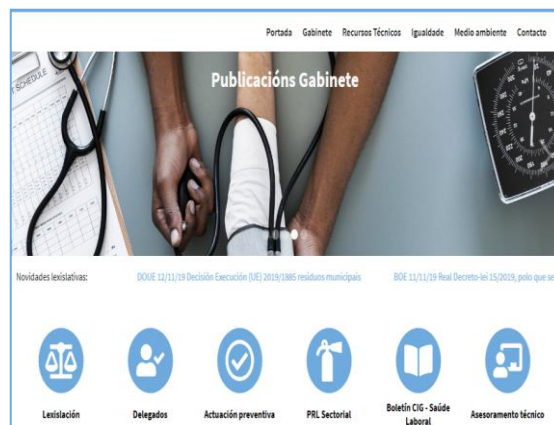 Portada Gabinete Recursos Técnicos Igualdade Medio ambiente Contacto
SCHEDULE
Publicacións Gabinete
Novidades lexislativas: DOUE 12/11/19 Decisión Execución (UE) 2019/1885 residuos municipais BOE 11/11/19 Real Decreto-lei 15/2019, polo que se
Lexislación Delegados Actuación preventiva PRL Sectorial Boletín CIG - Saúde Laboral Asesoramento técnico